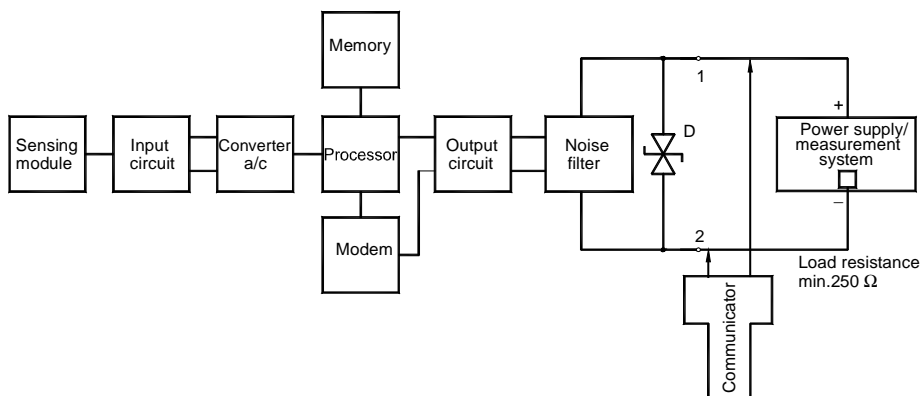 Memory
Sensing
module
Input
circuit
Converter
a/c
Processor
Output
circuit
Noise
filter
Modem
1
D
2
+
Power supply/
measurement
system
–
Load resistance
min.250 Ω
Communicator